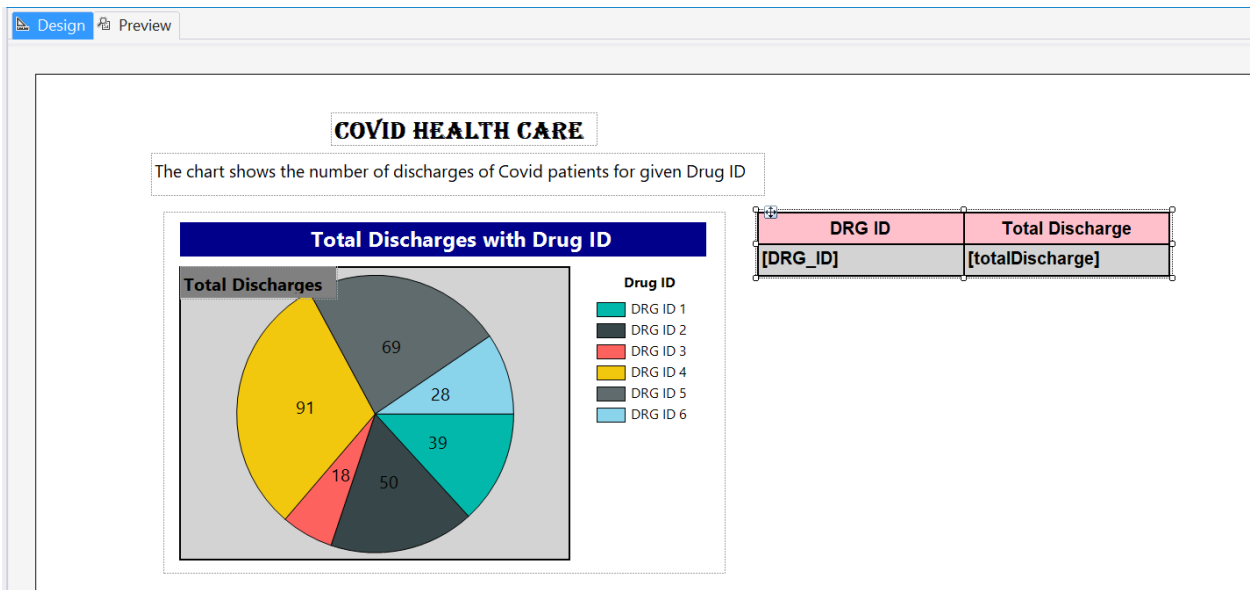 Design Preview
COVID HEALTH CARE
The chart shows the number of discharges of Covid patients for given Drug ID
Total Discharges with Drug ID
Total Discharges
69
28
91
39
18
50
Drug ID
DRG ID 1
DRG ID 2
DRG ID 3
DRG ID 4
DRG ID 5
DRG ID 6
DRG ID Total Discharge
[DRG_ID] [totalDischarge]